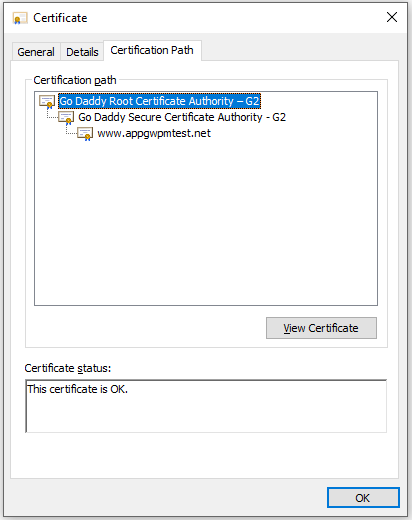 Certificate
General
Details
Certification Path
Certification path
Go Daddy Root Certificate Authority – G2
Go Daddy Secure Certificate Authority - G2
www.appgwpmtest.net
View Certificate
Certificate status:
This certificate is OK.
OK